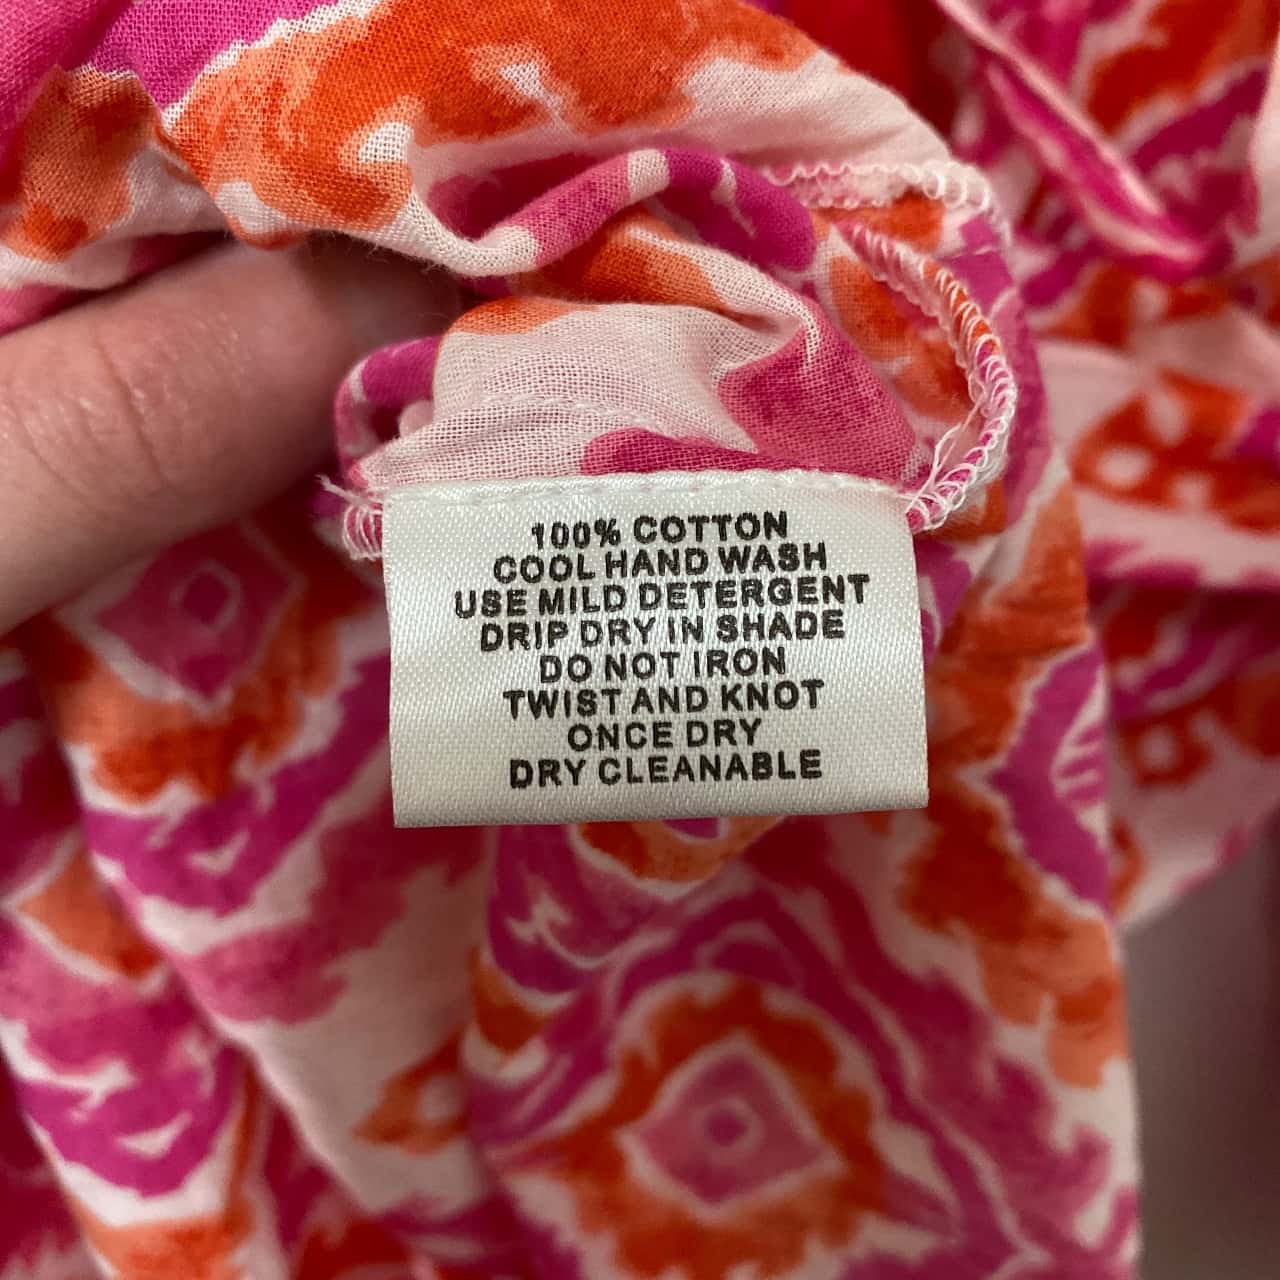 100% COTTON
COOL HAND WASH
USE MILD DETERGENT
DRIP DRY IN SHADE
DO NOT IRON
TWIST AND KNOT
ONCE DRY
DRY CLEANABLE